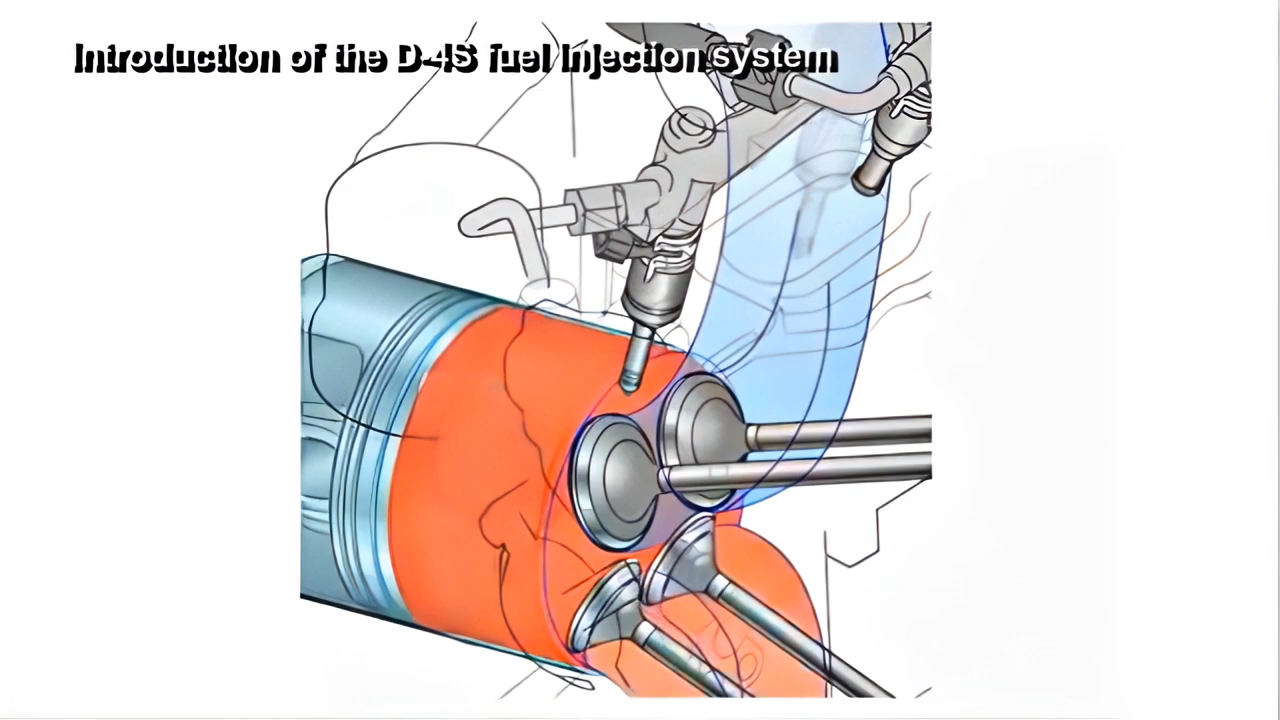 Introduction of the D-4S fuel injection system